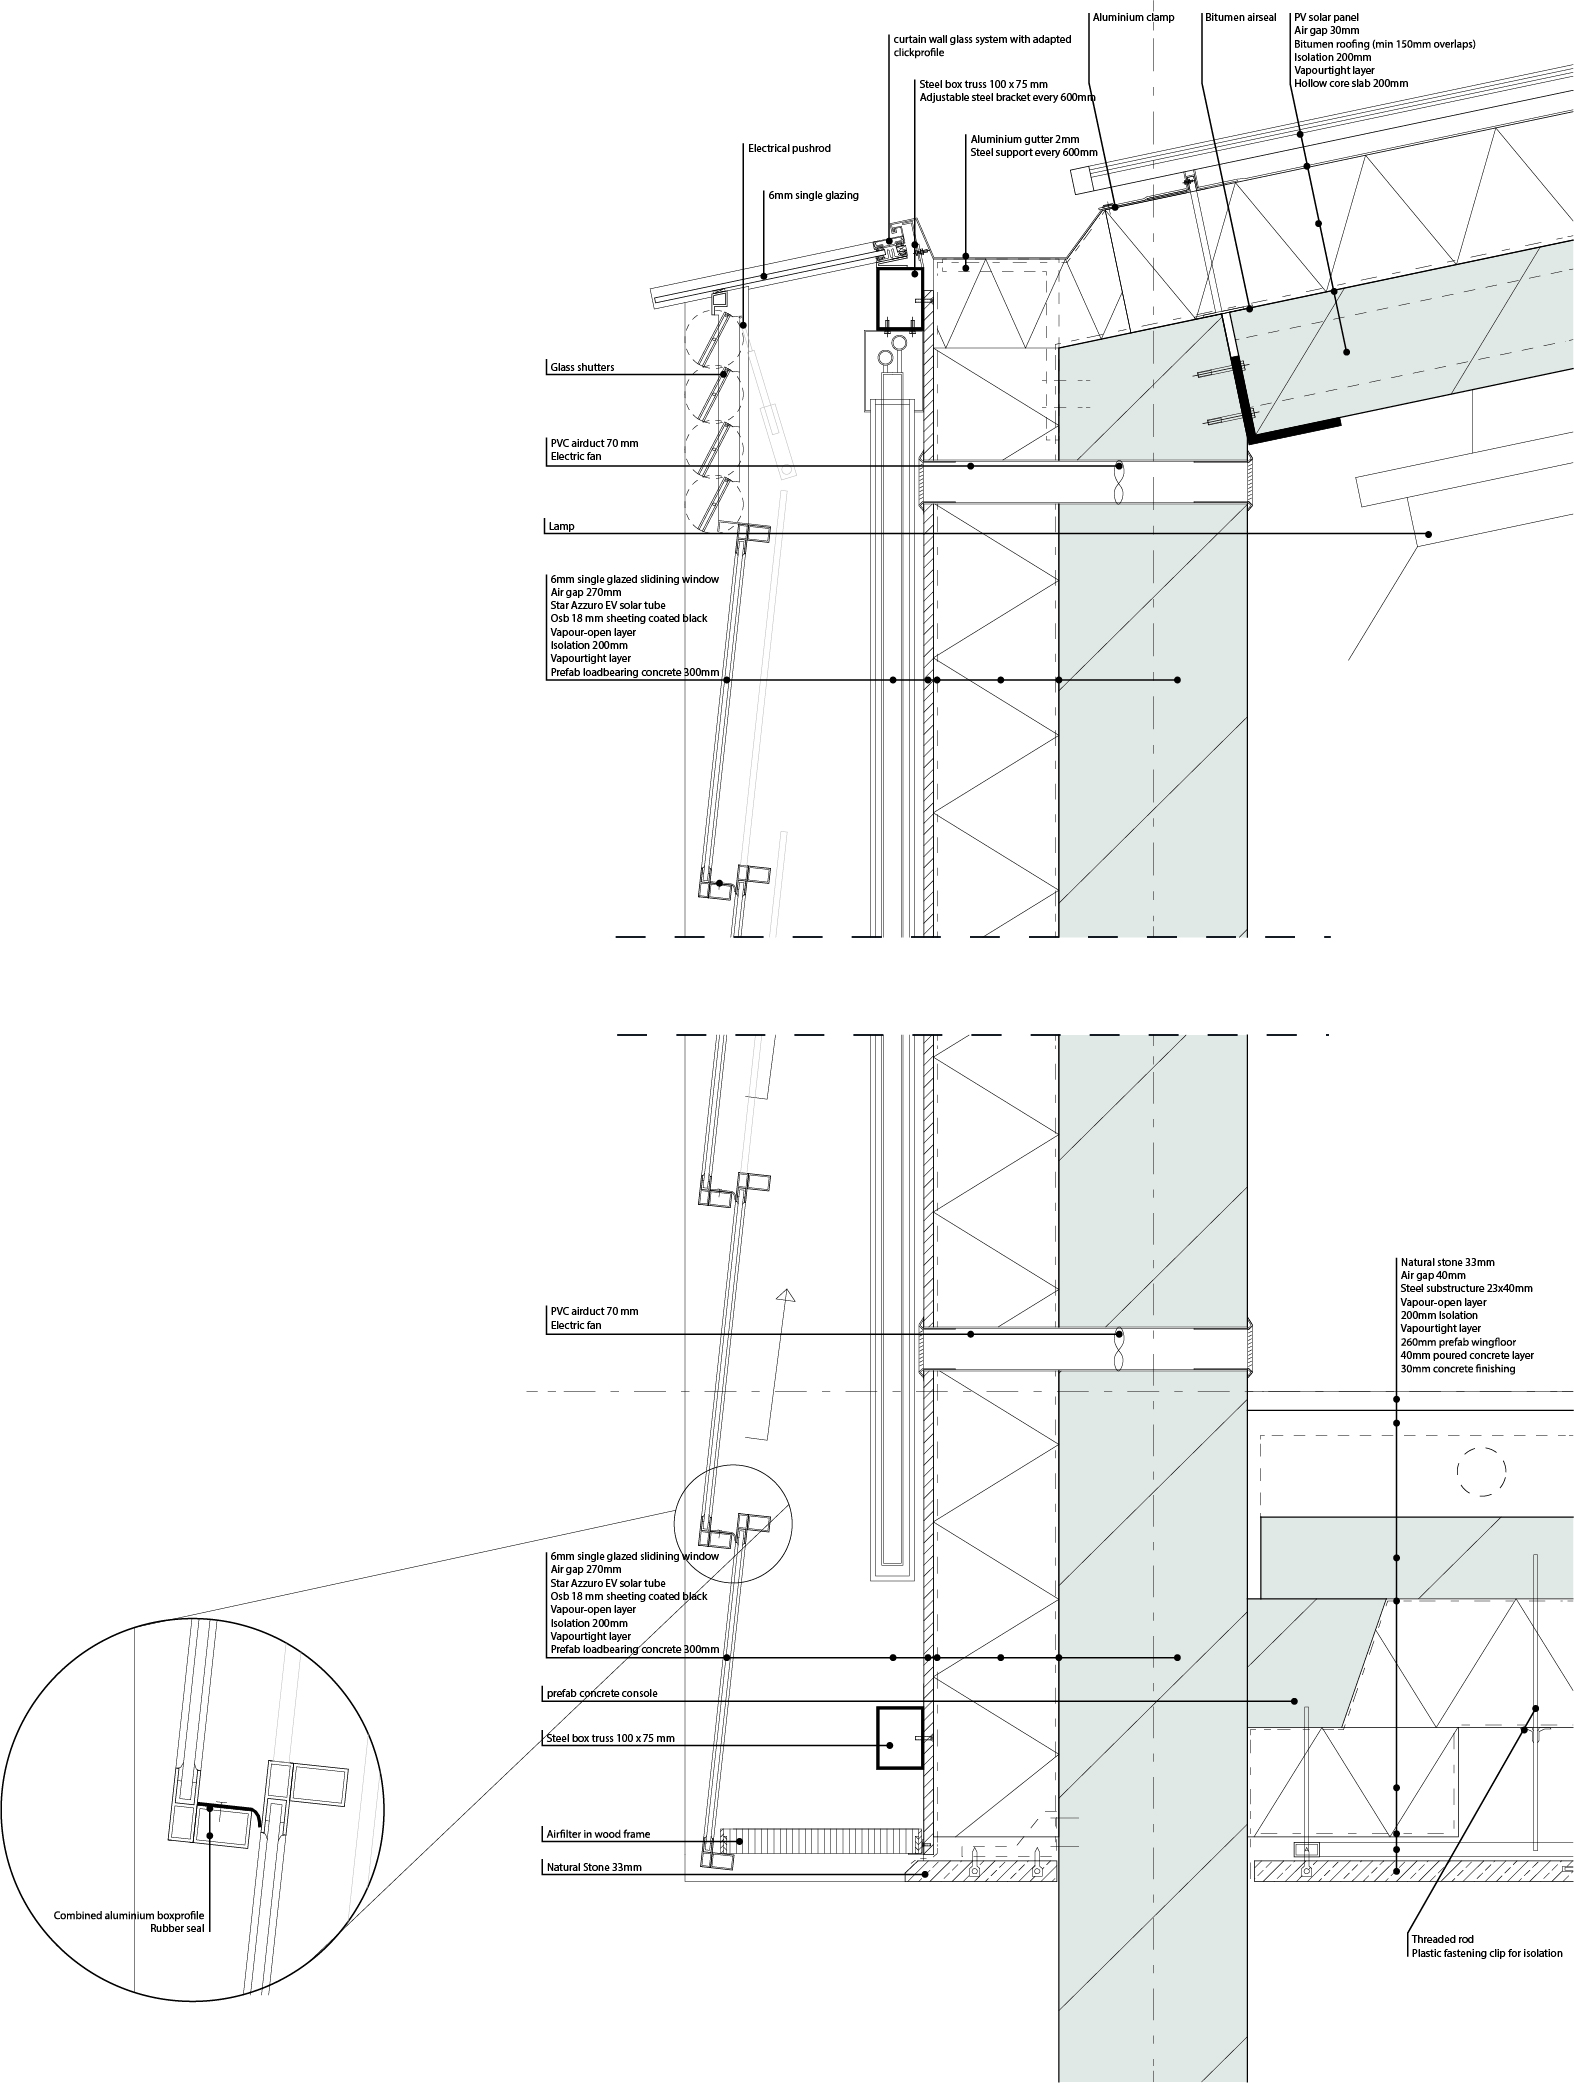 Aluminium clamp
Bitumen airseal
PV solar panel
Air gap 30mm
Bitumen roofing (min 150mm overlaps)
Isolation 200mm
Vapourtight layer
Hollow core slab 200mm
curtain wall glass system with adapted
clickprofile
Steel box truss 100 x 75 mm
Adjustable steel bracket every 600mm
Aluminium gutter 2mm
Steel support every 600mm
Electrical pushrod
6mm single glazing
Glass shutters
PVC airduct 70 mm
Electric fan
Lamp
6mm single glazed slidining window
Air gap 270mm
Star Azzuro EV solar tube
Osb 18 mm sheeting coated black
Vapour-open layer
Isolation 200mm
Vapourtight layer
Prefab loadbearing concrete 300mm
Natural stone 33mm
Air gap 40mm
Steel substructure 23x40mm
Vapour-open layer
200mm Isolation
Vapourtight layer
260mm prefab wingfloor
40mm poured concrete layer
30mm concrete finishing
PVC airduct 70 mm
Electric fan
6mm single glazed slidining window
Air gap 270mm
Star Azzuro EV solar tube
Osb 18 mm sheeting coated black
Vapour-open layer
Isolation 200mm
Vapourtight layer
Prefab loadbearing concrete 300mm
prefab concrete console
Steel box truss 100 x 75 mm
Airfilter in wood frame
Natural Stone 33mm
Combined aluminium boxprofile
Rubber seal
Threaded rod
Plastic fastening clip for isolation